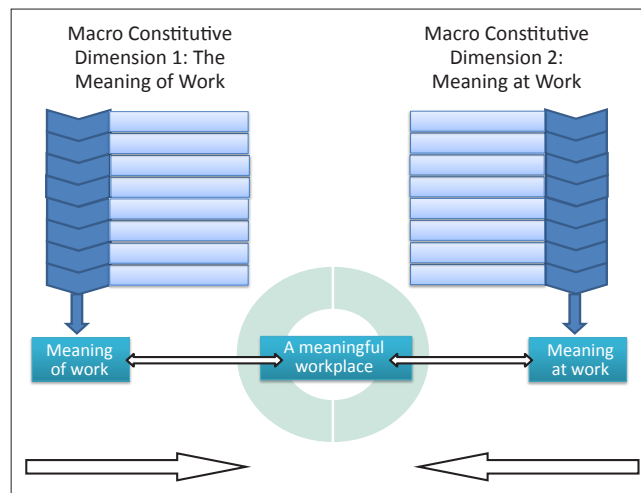 Macro Constitutive
Dimension 1: The
Meaning of Work
Macro Constitutive
Dimension 2:
Meaning at Work
Meaning
of work
A meaningful
workplace
Meaning
at work